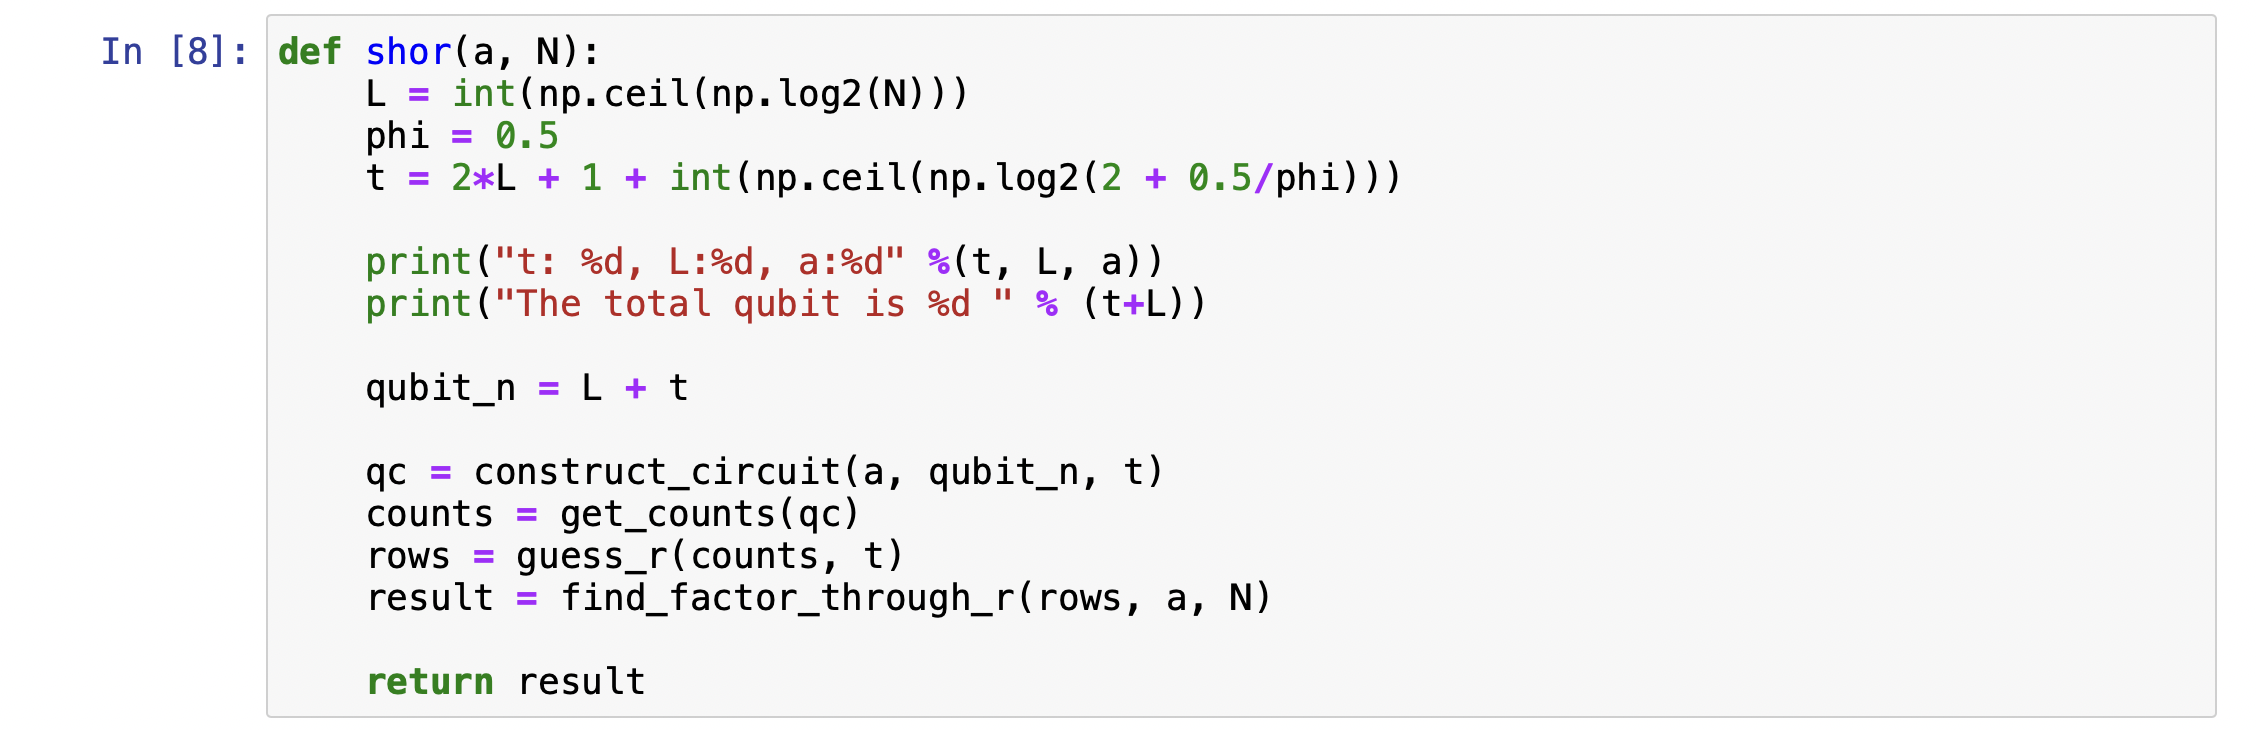 In [8]: def shor(a, N):
    L = int(np.ceil(np.log2(N)))
    phi = 0.5
    t = 2*L + 1 + int(np.ceil(np.log2(2 + 0.5/phi)))

    print("t: %d, L:%d, a:%d" %(t, L, a))
    print("The total qubit is %d " % (t+L))

    qubit_n = L + t

    qc = construct_circuit(a, qubit_n, t)
    counts = get_counts(qc)
    rows = guess_r(counts, t)
    result = find_factor_through_r(rows, a, N)

    return result